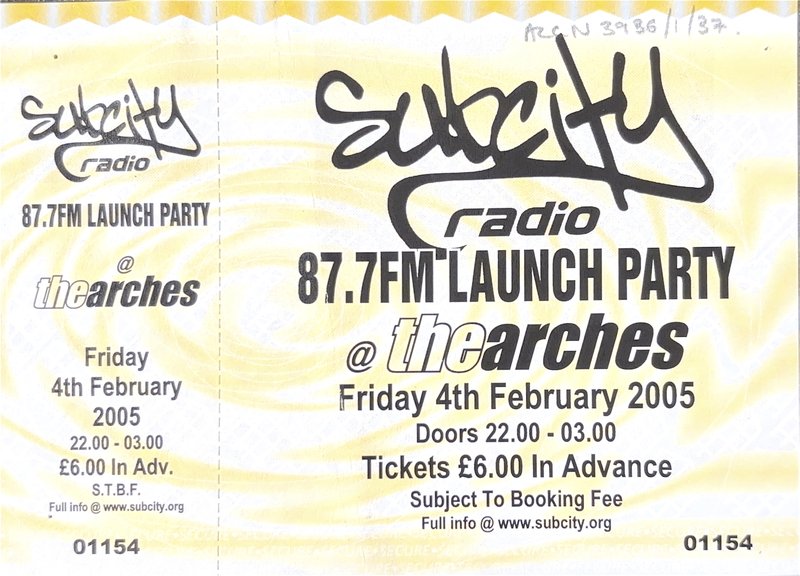 Subcity
radio
87.7FM LAUNCH PARTY
@
thearches
Friday
4th February
2005
22.00 - 03.00
£6.00 In Adv.
S.T.B.F.
Full info @ www.subcity.org
01154
ACC N 3936/1/37.
Subcity
radio
87.7FM LAUNCH PARTY
@ thearches
Friday 4th February 2005
Doors 22.00 - 03.00
Tickets £6.00 In Advance
Subject To Booking Fee
Full info @ www.subcity.org
01154